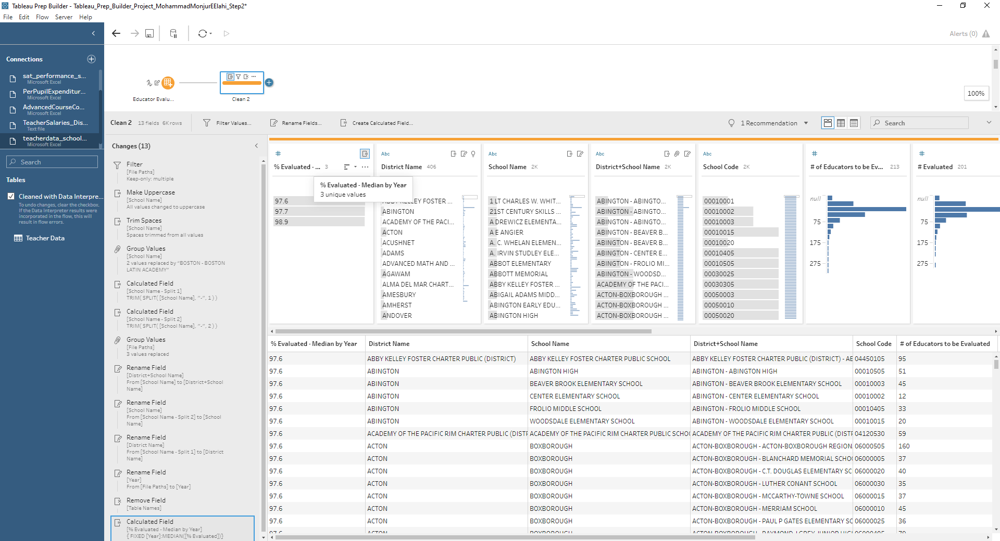 Tableau Prep Builder - Tableau_Prep_Builder_Project_MohammadMonjurEElahi_Step2*
File Edit Flow Server Help
Alerts (0)
Connections
sat_performance_s...
Microsoft Excel
PerPupilExpenditur...
Microsoft Excel
AdvancedCourseCo...
Microsoft Excel
TeacherSalaries_Dis...
Text file
teacherdata_school...
Microsoft Excel
Search
Tables
Cleaned with Data Interpre...
To undo changes, clear the checkbox.
If the Data Interpreter results were
incorporated in the flow, this will
result in flow errors.
Teacher Data
Educator Evalu...
Clean 2
100%
Clean 2 13 fields 6K rows
Filter Values...
Rename Fields...
Create Calculated Field...
1 Recommendation
Search
Changes (13)
Filter
[File Paths]
Keep-only: multiple
Make Uppercase
[School Name]
All values changed to uppercase
Trim Spaces
[School Name]
Spaces trimmed from all values
Group Values
[School Name]
2 values replaced by "BOSTON - BOSTON
LATIN ACADEMY"
Calculated Field
[School Name - Split 1]
TRIM( SPLIT( [School Name], "-", 1 ) )
Calculated Field
[School Name - Split 2]
TRIM( SPLIT( [School Name], "-", 2 ) )
Group Values
[File Paths]
3 values replaced
Rename Field
[District+School Name]
From [School Name] to [District+School
Name]
Rename Field
[School Name]
From [School Name - Split 2] to [School
Name]
Rename Field
[District Name]
From [School Name - Split 1] to [District
Name]
Rename Field
[Year]
From [File Paths] to [Year]
Remove Field
[Table Names]
Calculated Field
[% Evaluated - Median by Year]
{ FIXED [Year]:MEDIAN([% Evaluated])}
#
% Evaluated - ... 3
% Evaluated - Median by Year
3 unique values
97.6
97.7
98.9
Abc
District Name 406
ABBY KELLEY FOSTER ...
ABINGTON
ACADEMY OF THE PACI...
ACTON
ACUSHNET
ADAMS
ADVANCED MATH AND ...
AGAWAM
ALMA DEL MAR CHART...
AMESBURY
AMHERST
ANDOVER
Abc
School Name 2K
1 LT CHARLES W. WHIT...
21ST CENTURY SKILLS ...
A DREWICZ ELEMENTA...
A E ANGIER
A. C. WHELAN ELEMEN...
A. IRVIN STUDLEY ELE...
ABBOT ELEMENTARY
ABBOTT MEMORIAL
ABBY KELLEY FOSTER ...
ABIGAIL ADAMS MIDD...
ABINGTON EARLY EDU...
ABINGTON HIGH
Abc
District+School Name 2K
ABINGTON - ABINGTO...
ABINGTON - ABINGTO...
ABINGTON - ABINGTO...
ABINGTON - BEAVER B...
ABINGTON - BEAVER B...
ABINGTON - CENTER E...
ABINGTON - FROLIO MI...
ABINGTON - WOODSD...
ACADEMY OF THE PACI...
ACTON-BOXBOROUGH ...
ACTON-BOXBOROUGH ...
ACTON-BOXBOROUGH ...
Abc
School Code 2K
00010001
00010002
00010003
00010015
00010020
00010405
00010505
00030025
00030305
00050003
00050010
00050020
#
# of Educators to be Ev... 213
null
75
175
275
#
# Evaluated 201
null
75
175
275
% Evaluated - Median by Year District Name School Name District+School Name School Code # of Educators to be Evaluated
97.6 ABBY KELLEY FOSTER CHARTER PUBLIC (DISTRICT) ABBY KELLEY FOSTER CHARTER PUBLIC SCHOOL ABBY KELLEY FOSTER CHARTER PUBLIC (DISTRICT) - AB 04450105 95
97.6 ABINGTON ABINGTON HIGH ABINGTON - ABINGTON HIGH 00010505 51
97.6 ABINGTON BEAVER BROOK ELEMENTARY SCHOOL ABINGTON - BEAVER BROOK ELEMENTARY SCHOOL 00010003 45
97.6 ABINGTON CENTER ELEMENTARY SCHOOL ABINGTON - CENTER ELEMENTARY SCHOOL 00010002 12
97.6 ABINGTON FROLIO MIDDLE SCHOOL ABINGTON - FROLIO MIDDLE SCHOOL 00010405 33
97.6 ABINGTON WOODSDALE ELEMENTARY SCHOOL ABINGTON - WOODSDALE ELEMENTARY SCHOOL 00010015 20
97.6 ACADEMY OF THE PACIFIC RIM CHARTER PUBLIC (DISTR ACADEMY OF THE PACIFIC RIM CHARTER PUBLIC SCHOO ACADEMY OF THE PACIFIC RIM CHARTER PUBLIC (DISTR 04120530 59
97.6 ACTON BOXBOROUGH ACTON-BOXBOROUGH - ACTON-BOXBOROUGH REGION 06000505 160
97.6 ACTON BOXBOROUGH ACTON-BOXBOROUGH - BLANCHARD MEMORIAL SCHO 06000005 37
97.6 ACTON BOXBOROUGH ACTON-BOXBOROUGH - C.T. DOUGLAS ELEMENTARY SC 06000020 40
97.6 ACTON BOXBOROUGH ACTON-BOXBOROUGH - LUTHER CONANT SCHOOL 06000030 35
97.6 ACTON BOXBOROUGH ACTON-BOXBOROUGH - MCCARTHY-TOWNE SCHOOL 06000015 37
97.6 ACTON BOXBOROUGH ACTON-BOXBOROUGH - MERRIAM SCHOOL 06000010 45
97.6 ACTON BOXBOROUGH ACTON-BOXBOROUGH - PAUL P GATES ELEMENTARY SC 06000025 36
97.6 ACTON BOXBOROUGH ACTON-BOXBOROUGH - RAYMOND J GREY JUNIOR HIG 06000405 79